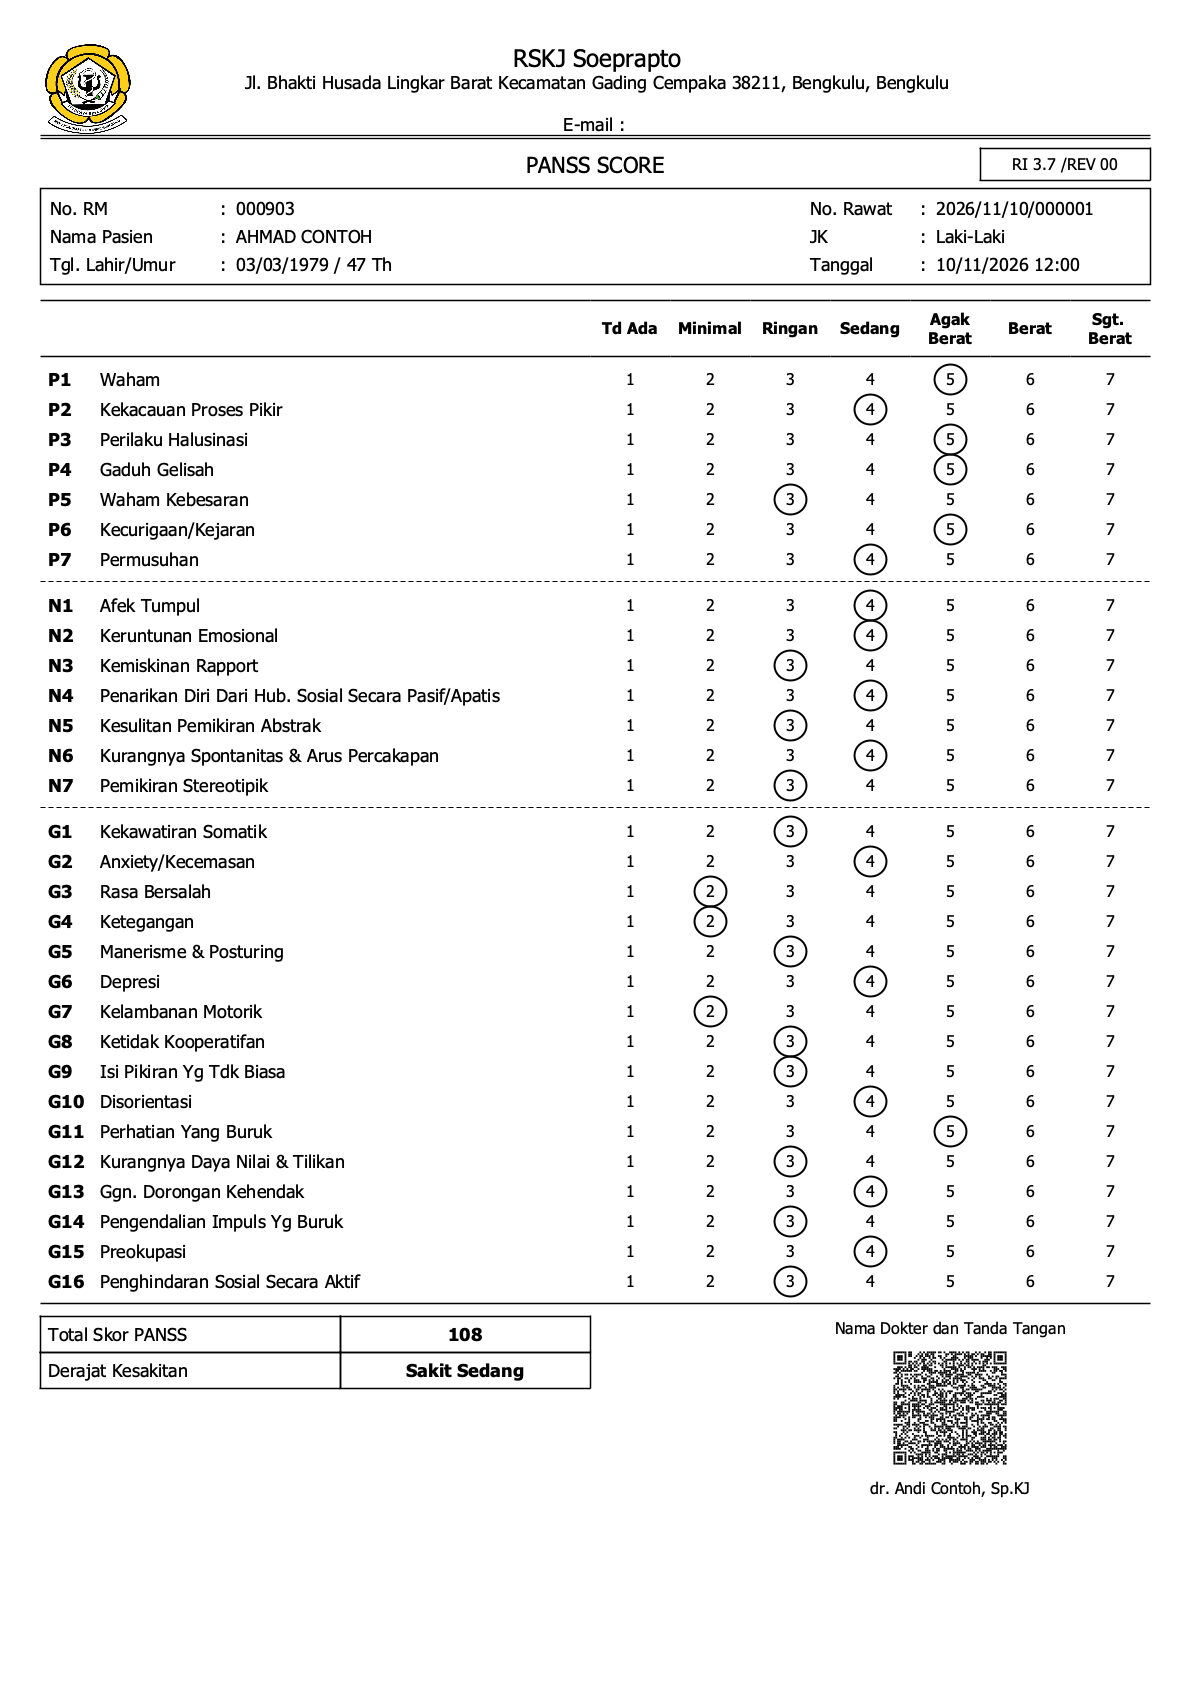 RSKJ Soeprapto
Jl. Bhakti Husada Lingkar Barat Kecamatan Gading Cempaka 38211, Bengkulu, Bengkulu
E-mail :
PANSS SCORE
RI 3.7 /REV 00
No. RM : 000903 No. Rawat : 2026/11/10/000001
Nama Pasien : AHMAD CONTOH JK : Laki-Laki
Tgl. Lahir/Umur : 03/03/1979 / 47 Th Tanggal : 10/11/2026 12:00
Td Ada Minimal Ringan Sedang Agak Berat Berat Sgt. Berat
P1 Waham 1 2 3 4 5 6 7
P2 Kekacauan Proses Pikir 1 2 3 4 5 6 7
P3 Perilaku Halusinasi 1 2 3 4 5 6 7
P4 Gaduh Gelisah 1 2 3 4 5 6 7
P5 Waham Kebesaran 1 2 3 4 5 6 7
P6 Kecurigaan/Kejaran 1 2 3 4 5 6 7
P7 Permusuhan 1 2 3 4 5 6 7
N1 Afek Tumpul 1 2 3 4 5 6 7
N2 Keruntunan Emosional 1 2 3 4 5 6 7
N3 Kemiskinan Rapport 1 2 3 4 5 6 7
N4 Penarikan Diri Dari Hub. Sosial Secara Pasif/Apatis 1 2 3 4 5 6 7
N5 Kesulitan Pemikiran Abstrak 1 2 3 4 5 6 7
N6 Kurangnya Spontanitas & Arus Percakapan 1 2 3 4 5 6 7
N7 Pemikiran Stereotipik 1 2 3 4 5 6 7
G1 Kekawatiran Somatik 1 2 3 4 5 6 7
G2 Anxiety/Kecemasan 1 2 3 4 5 6 7
G3 Rasa Bersalah 1 2 3 4 5 6 7
G4 Ketegangan 1 2 3 4 5 6 7
G5 Manerisme & Posturing 1 2 3 4 5 6 7
G6 Depresi 1 2 3 4 5 6 7
G7 Kelambanan Motorik 1 2 3 4 5 6 7
G8 Ketidak Kooperatifan 1 2 3 4 5 6 7
G9 Isi Pikiran Yg Tdk Biasa 1 2 3 4 5 6 7
G10 Disorientasi 1 2 3 4 5 6 7
G11 Perhatian Yang Buruk 1 2 3 4 5 6 7
G12 Kurangnya Daya Nilai & Tilikan 1 2 3 4 5 6 7
G13 Ggn. Dorongan Kehendak 1 2 3 4 5 6 7
G14 Pengendalian Impuls Yg Buruk 1 2 3 4 5 6 7
G15 Preokupasi 1 2 3 4 5 6 7
G16 Penghindaran Sosial Secara Aktif 1 2 3 4 5 6 7
Total Skor PANSS 108
Derajat Kesakitan Sakit Sedang
Nama Dokter dan Tanda Tangan
dr. Andi Contoh, Sp.KJ